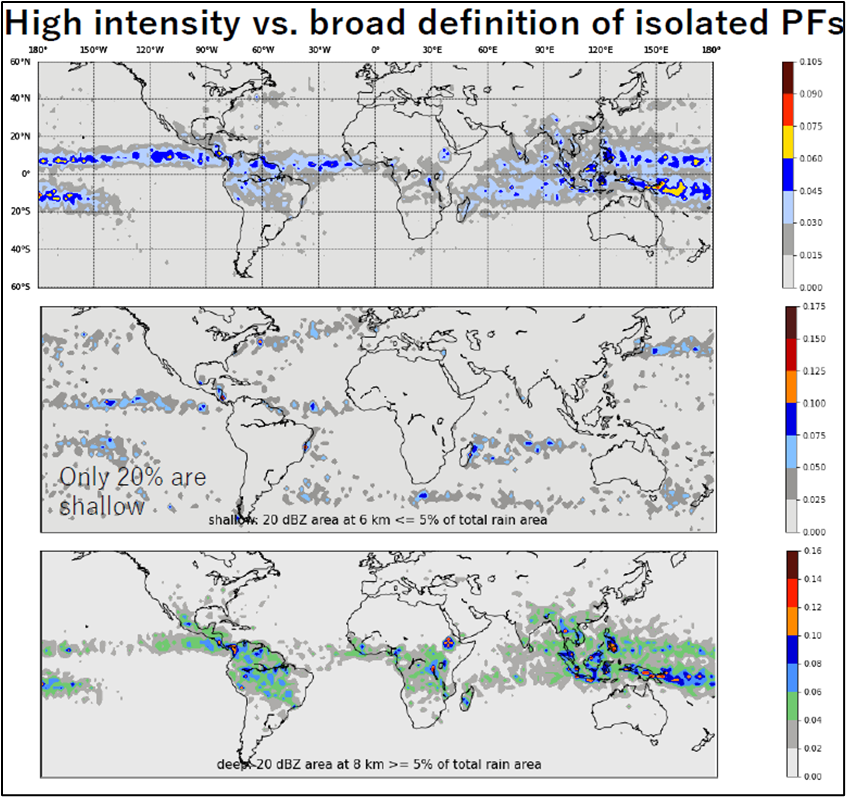 High intensity vs. broad definition of isolated PFs
180° 150°W 120°W 90°W 60°W 30°W 0° 30°E 60°E 90°E 120°E 150°E 180°
60°N
40°N
20°N
0°
20°S
40°S
60°S
0.105
0.090
0.075
0.060
0.045
0.030
0.015
0.000
Only 20% are
shallow
shallow: 20 dBZ area at 6 km <= 5% of total rain area
0.175
0.150
0.125
0.100
0.075
0.050
0.025
0.000
deep: 20 dBZ area at 8 km >= 5% of total rain area
0.16
0.14
0.12
0.10
0.08
0.06
0.04
0.02
0.00